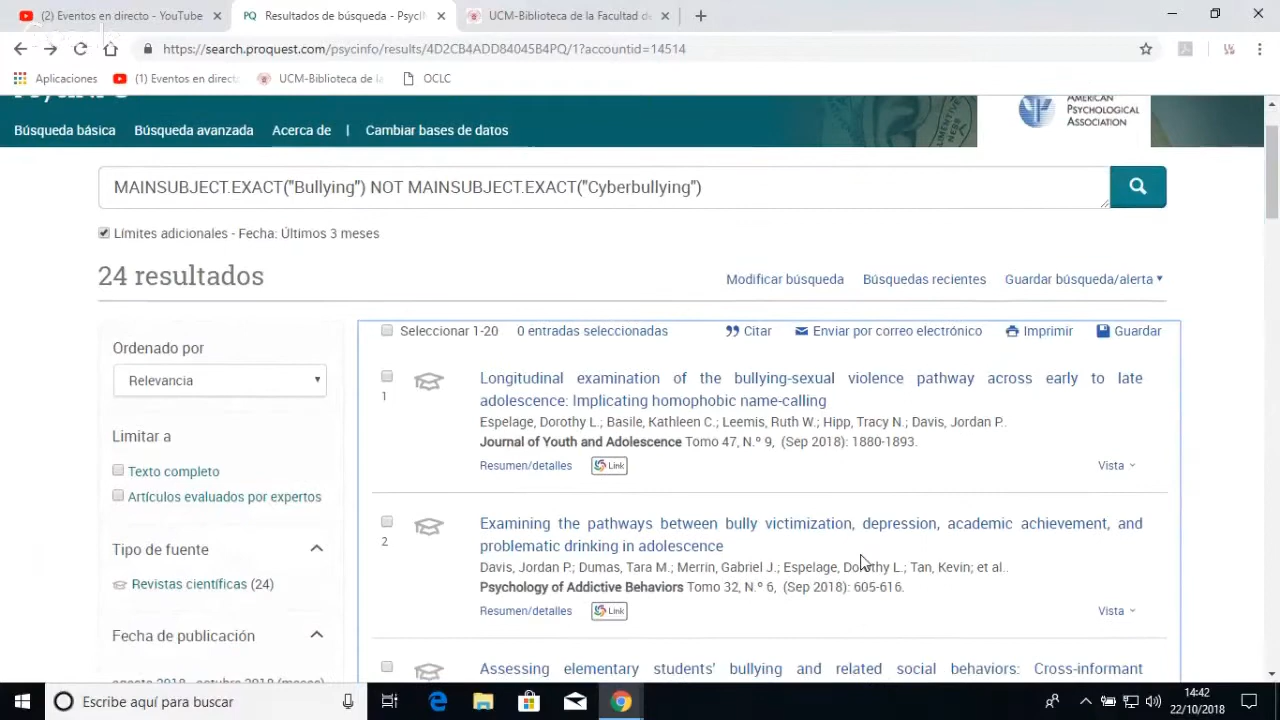 (2) Eventos en directo - YouTube
PQ Resultados de búsqueda - PsycIN
UCM-Biblioteca de la Facultad de
https://search.proquest.com/psycinfo/results/4D2CB4ADD84045B4PQ/1?accountid=14514
Aplicaciones
(1) Eventos en direct
UCM-Biblioteca de la
OCLC
Búsqueda básica
Búsqueda avanzada
Acerca de
|
Cambiar bases de datos
AMERICAN
PSYCHOLOGICAL
ASSOCIATION
MAINSUBJECT.EXACT("Bullying") NOT MAINSUBJECT.EXACT("Cyberbullying")
Límites adicionales - Fecha: Últimos 3 meses
24 resultados
Modificar búsqueda
Búsquedas recientes
Guardar búsqueda/alerta
Ordenado por
Relevancia
Limitar a
Texto completo
Artículos evaluados por expertos
Tipo de fuente
Revistas científicas (24)
Fecha de publicación
agosto 2018 - octubre 2018 (meses)
Seleccionar 1-20
0 entradas seleccionadas
Citar
Enviar por correo electrónico
Imprimir
Guardar
1
Longitudinal examination of the bullying-sexual violence pathway across early to late
adolescence: Implicating homophobic name-calling
Espelage, Dorothy L.; Basile, Kathleen C.; Leemis, Ruth W.; Hipp, Tracy N.; Davis, Jordan P..
Journal of Youth and Adolescence Tomo 47, N.º 9, (Sep 2018): 1880-1893.
Resumen/detalles
Link
Vista
2
Examining the pathways between bully victimization, depression, academic achievement, and
problematic drinking in adolescence
Davis, Jordan P.; Dumas, Tara M.; Merrin, Gabriel J.; Espelage, Dorothy L.; Tan, Kevin; et al..
Psychology of Addictive Behaviors Tomo 32, N.º 6, (Sep 2018): 605-616.
Resumen/detalles
Link
Vista
Assessing elementary students' bullying and related social behaviors: Cross-informant
Escribe aquí para buscar
14:42
22/10/2018